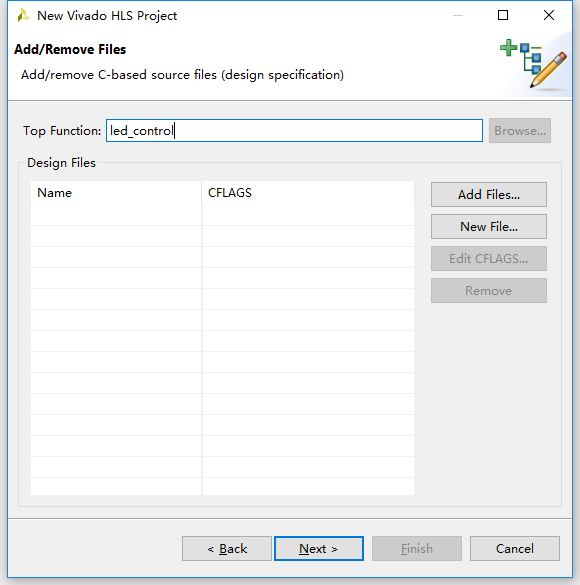 New Vivado HLS Project
Add/Remove Files
Add/remove C-based source files (design specification)
Top Function: led_control Browse...
Design Files
Name CFLAGS
Add Files...
New File...
Edit CFLAGS...
Remove
< Back Next > Finish Cancel